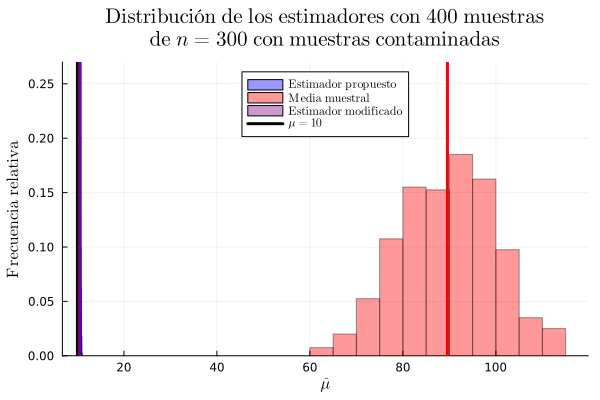 Distribución de los estimadores con 400 muestras
de n = 300 con muestras contaminadas
Estimador propuesto
Media muestral
Estimador modificado
μ = 10
Frecuencia relativa
0.25
0.20
0.15
0.10
0.05
0.00
20
40
60
80
100
μ̂